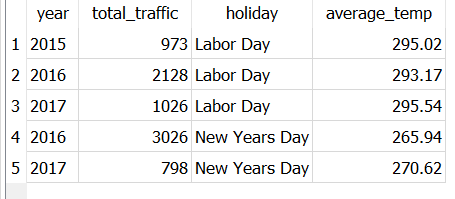 year total_traffic holiday average_temp
1 2015 973 Labor Day 295.02
2 2016 2128 Labor Day 293.17
3 2017 1026 Labor Day 295.54
4 2016 3026 New Years Day 265.94
5 2017 798 New Years Day 270.62